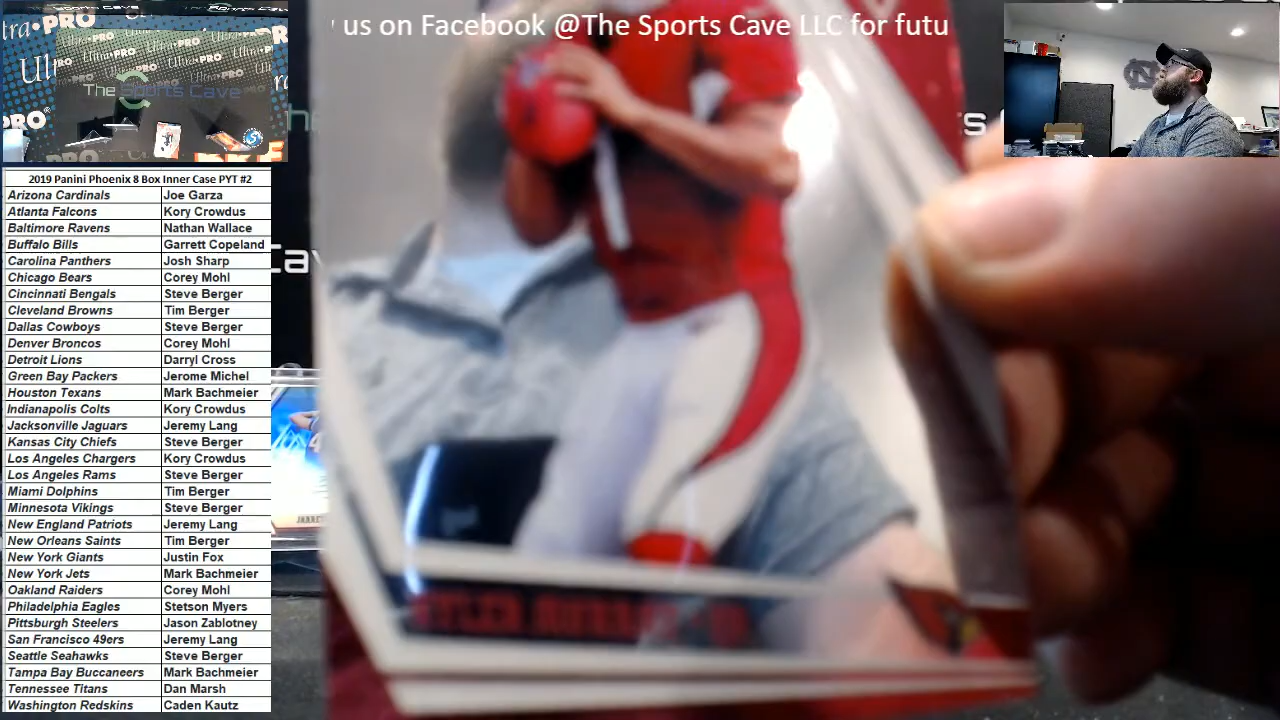 us on Facebook @The Sports Cave LLC for futu
Ultra PRO
The Sports Cave
PRO
2019 Panini Phoenix 8 Box Inner Case PYT #2
Arizona Cardinals Joe Garza
Atlanta Falcons Kory Crowdus
Baltimore Ravens Nathan Wallace
Buffalo Bills Garrett Copeland
Carolina Panthers Josh Sharp
Chicago Bears Corey Mohl
Cincinnati Bengals Steve Berger
Cleveland Browns Tim Berger
Dallas Cowboys Steve Berger
Denver Broncos Corey Mohl
Detroit Lions Darryl Cross
Green Bay Packers Jerome Michel
Houston Texans Mark Bachmeier
Indianapolis Colts Kory Crowdus
Jacksonville Jaguars Jeremy Lang
Kansas City Chiefs Steve Berger
Los Angeles Chargers Kory Crowdus
Los Angeles Rams Steve Berger
Miami Dolphins Tim Berger
Minnesota Vikings Steve Berger
New England Patriots Jeremy Lang
New Orleans Saints Tim Berger
New York Giants Justin Fox
New York Jets Mark Bachmeier
Oakland Raiders Corey Mohl
Philadelphia Eagles Stetson Myers
Pittsburgh Steelers Jason Zablotney
San Francisco 49ers Jeremy Lang
Seattle Seahawks Steve Berger
Tampa Bay Buccaneers Mark Bachmeier
Tennessee Titans Dan Marsh
Washington Redskins Caden Kautz